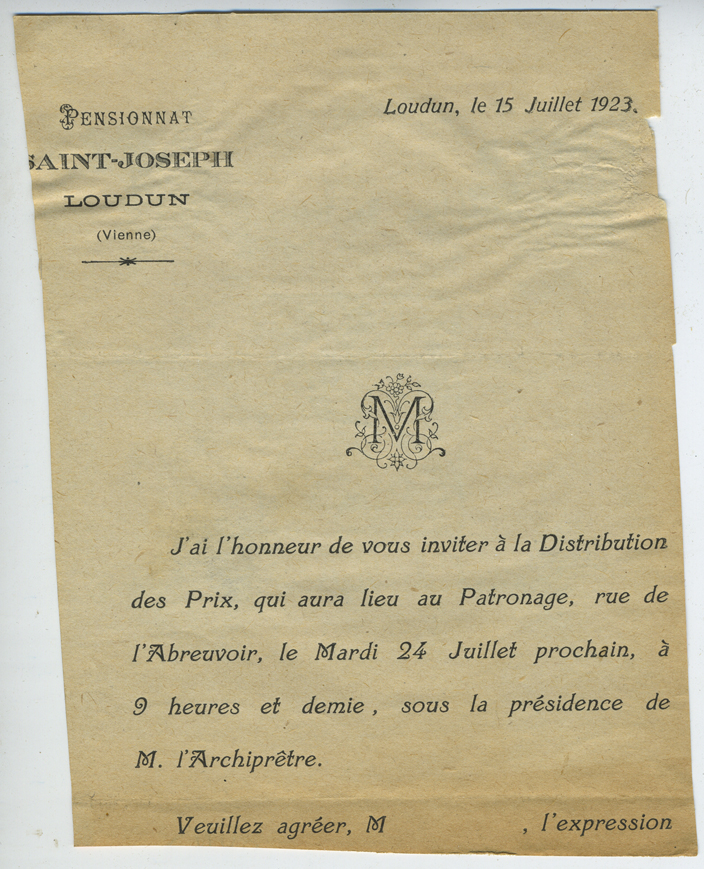 PENSIONNAT
SAINT-JOSEPH
LOUDUN
(Vienne)
Loudun, le 15 Juillet 1923.
M
J'ai l'honneur de vous inviter à la Distribution
des Prix, qui aura lieu au Patronage, rue de
l'Abreuvoir, le Mardi 24 Juillet prochain, à
9 heures et demie, sous la présidence de
M. l'Archiprêtre.
Veuillez agréer, M , l'expression